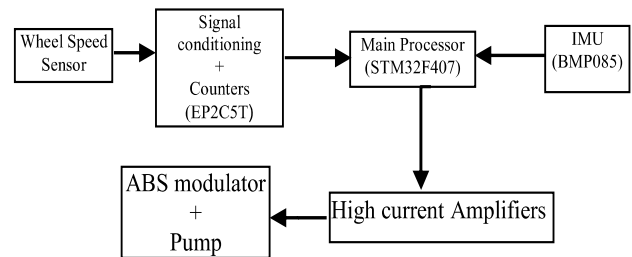 Wheel Speed
Sensor
Signal
conditioning
+
Counters
(EP2C5T)
Main Processor
(STM32F407)
IMU
(BMP085)
ABS modulator
+
Pump
High current Amplifiers